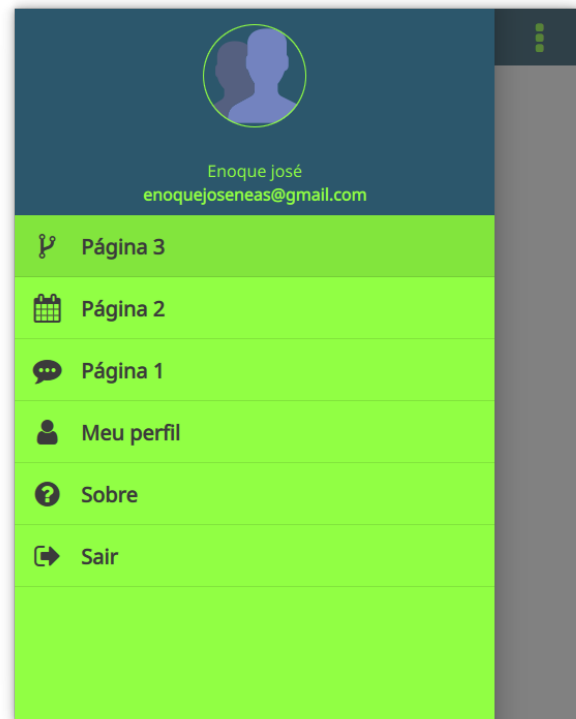 Enoque josé
enoquejoseneas@gmail.com
Página 3
Página 2
Página 1
Meu perfil
Sobre
Sair